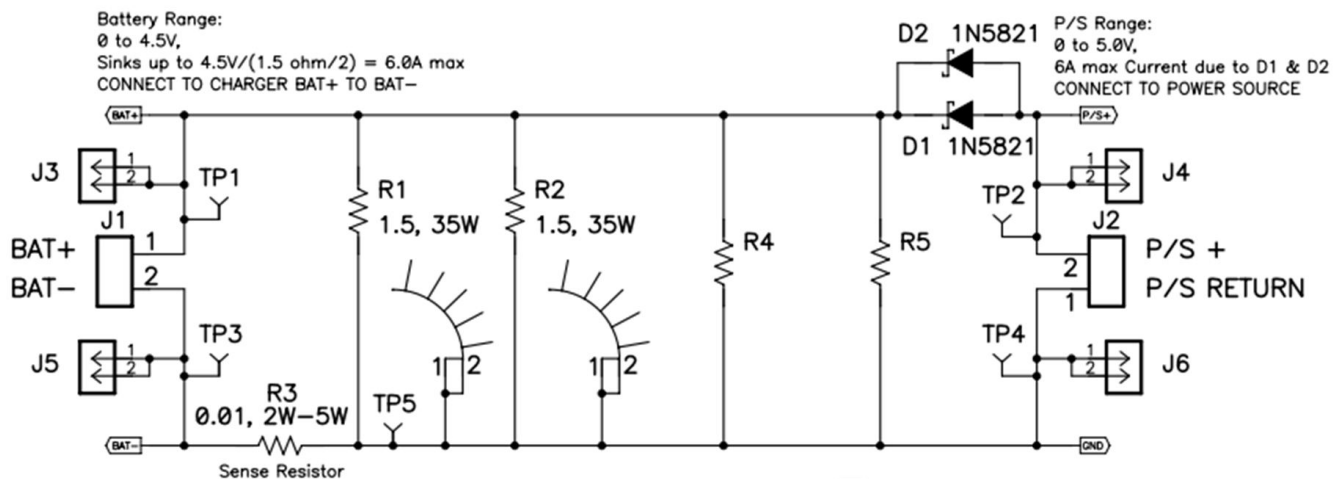 Battery Range:
0 to 4.5V,
Sinks up to 4.5V/(1.5 ohm/2) = 6.0A max
CONNECT TO CHARGER BAT+ TO BAT-
D2 1N5821
P/S Range:
0 to 5.0V,
6A max Current due to D1 & D2
CONNECT TO POWER SOURCE
BAT+
P/S+
D1 1N5821
J3
1
2
TP1
R1
1.5, 35W
R2
1.5, 35W
J4
1
2
TP2
J1
BAT+
1
BAT-
2
R4
R5
J2
P/S +
2
P/S RETURN
1
TP3
J5
1
2
1 2
1 2
TP4
J6
1
2
R3
0.01, 2W-5W
TP5
BAT-
Sense Resistor
GND